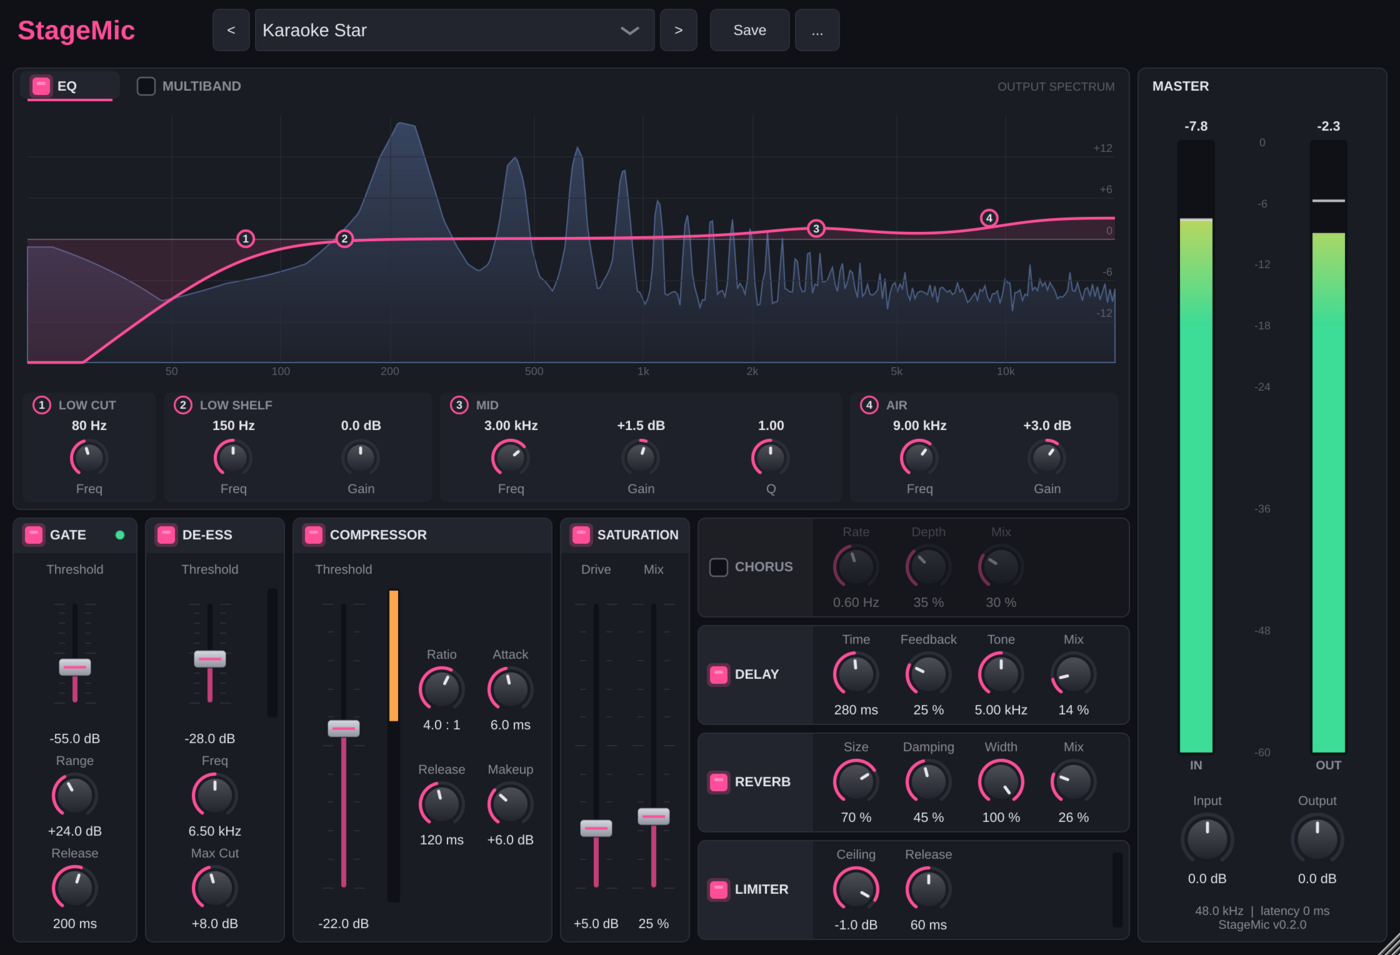 StageMic < Karaoke Star > Save ...
EQ MULTIBAND OUTPUT SPECTRUM
+12
+6
0
-6
-12
1 2 3 4
50 100 200 500 1k 2k 5k 10k
1 LOW CUT
80 Hz
Freq
2 LOW SHELF
150 Hz 0.0 dB
Freq Gain
3 MID
3.00 kHz +1.5 dB 1.00
Freq Gain Q
4 AIR
9.00 kHz +3.0 dB
Freq Gain
GATE
Threshold
-55.0 dB
Range
+24.0 dB
Release
200 ms
DE-ESS
Threshold
-28.0 dB
Freq
6.50 kHz
Max Cut
+8.0 dB
COMPRESSOR
Threshold
-22.0 dB
Ratio Attack
4.0 : 1 6.0 ms
Release Makeup
120 ms +6.0 dB
SATURATION
Drive Mix
+5.0 dB 25 %
CHORUS
Rate Depth Mix
0.60 Hz 35 % 30 %
DELAY
Time Feedback Tone Mix
280 ms 25 % 5.00 kHz 14 %
REVERB
Size Damping Width Mix
70 % 45 % 100 % 26 %
LIMITER
Ceiling Release
-1.0 dB 60 ms
MASTER
-7.8 -2.3
0
-6
-12
-18
-24
-36
-48
-60
IN OUT
Input Output
0.0 dB 0.0 dB
48.0 kHz | latency 0 ms
StageMic v0.2.0